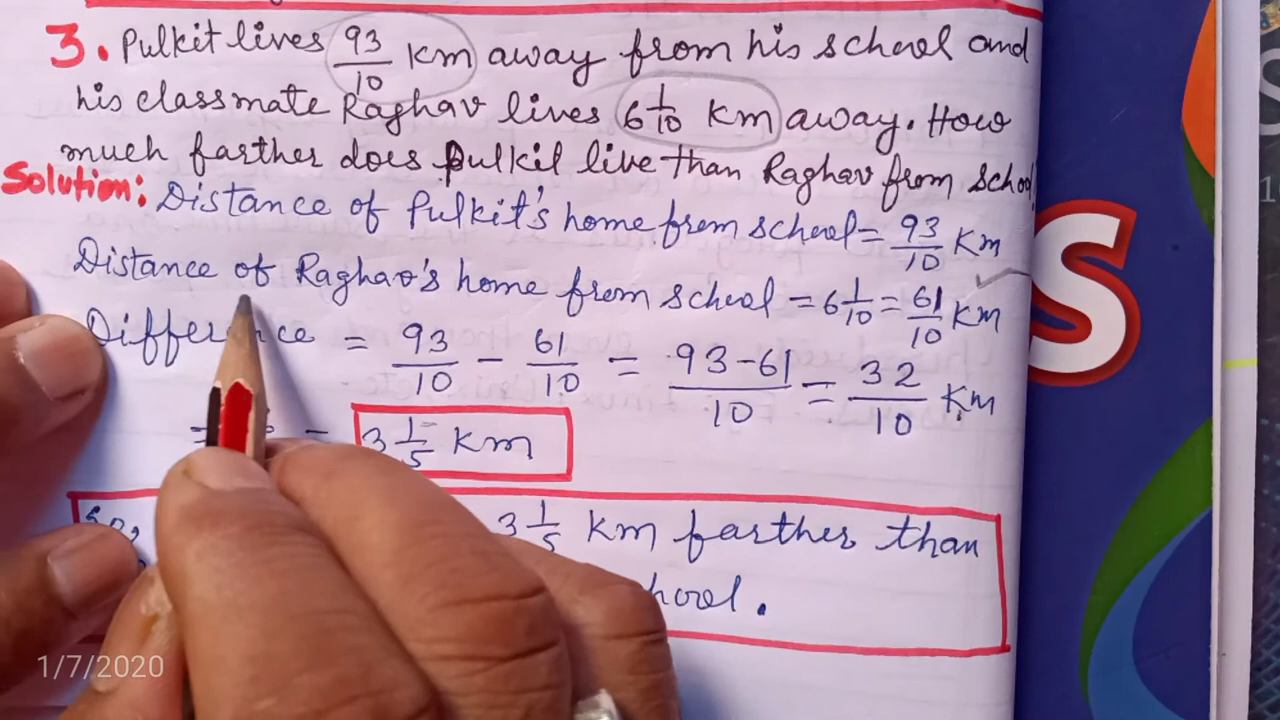 3. Pulkit lives 93/10 km away from his school and
his classmate Raghav lives 6 1/10 km away. How
much farther does Pulkit live than Raghav from school
Solution: Distance of Pulkit's home from school = 93/10 km
Distance of Raghav's home from school = 6 1/10 = 61/10 km
Difference = 93/10 - 61/10 = 93-61/10 = 32/10 km
= 3 1/5 km
So, 3 1/5 km farther than
school.
S
1/7/2020